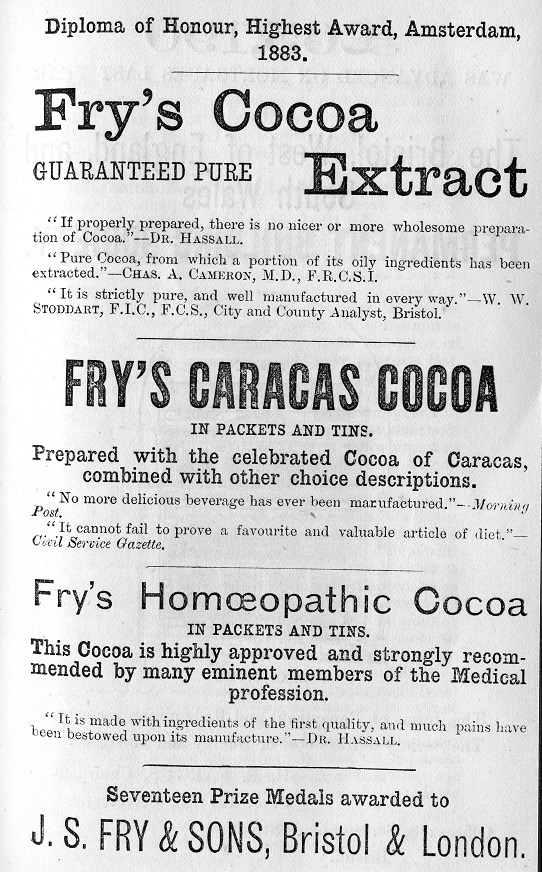 Diploma of Honour, Highest Award, Amsterdam,
1883.
Fry's Cocoa
GUARANTEED PURE Extract
"If properly prepared, there is no nicer or more wholesome prepara-
tion of Cocoa."—DR. HASSALL.
"Pure Cocoa, from which a portion of its oily ingredients has been
extracted."—CHAS. A. CAMERON, M.D., F.R.C.S.I.
"It is strictly pure, and well manufactured in every way."—W. W.
STODDART, F.I.C., F.C.S., City and County Analyst, Bristol.
FRY'S CARACAS COCOA
IN PACKETS AND TINS.
Prepared with the celebrated Cocoa of Caracas,
combined with other choice descriptions.
"No more delicious beverage has ever been manufactured."—Morning
Post.
"It cannot fail to prove a favourite and valuable article of diet."—
Civil Service Gazette.
Fry's Homœopathic Cocoa
IN PACKETS AND TINS.
This Cocoa is highly approved and strongly recom-
mended by many eminent members of the Medical
profession.
"It is made with ingredients of the first quality, and much pains have
been bestowed upon its manufacture."—DR. HASSALL.
Seventeen Prize Medals awarded to
J. S. FRY & SONS, Bristol & London.